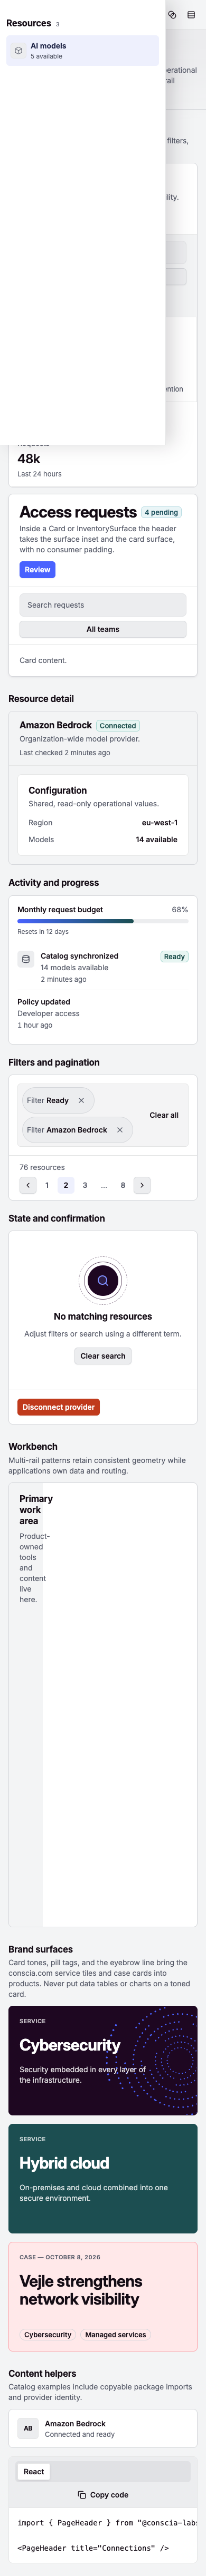 Resources 3
AI models
5 available
perational
rail
filters,
ility.
ention
48k
Last 24 hours
Access requests 4 pending
Inside a Card or InventorySurface the header
takes the surface inset and the card surface,
with no consumer padding.
Review
Search requests
All teams
Card content.
Resource detail
Amazon Bedrock Connected
Organization-wide model provider.
Last checked 2 minutes ago
Configuration
Shared, read-only operational values.
Region eu-west-1
Models 14 available
Activity and progress
Monthly request budget 68%
Resets in 12 days
Catalog synchronized Ready
14 models available
2 minutes ago
Policy updated
Developer access
1 hour ago
Filters and pagination
Filter Ready
Clear all
Filter Amazon Bedrock
76 resources
1 2 3 … 8
State and confirmation
No matching resources
Adjust filters or search using a different term.
Clear search
Disconnect provider
Workbench
Multi-rail patterns retain consistent geometry while
applications own data and routing.
Primary
work
area
Product-
owned
tools
and
content
live
here.
Brand surfaces
Card tones, pill tags, and the eyebrow line bring the
conscia.com service tiles and case cards into
products. Never put data tables or charts on a toned
card.
SERVICE
Cybersecurity
Security embedded in every layer of
the infrastructure.
SERVICE
Hybrid cloud
On-premises and cloud combined into one
secure environment.
CASE — OCTOBER 8, 2026
Vejle strengthens
network visibility
Cybersecurity Managed services
Content helpers
Catalog examples include copyable package imports
and provider identity.
AB
Amazon Bedrock
Connected and ready
React
Copy code
import { PageHeader } from "@conscia-labs
<PageHeader title="Connections" />